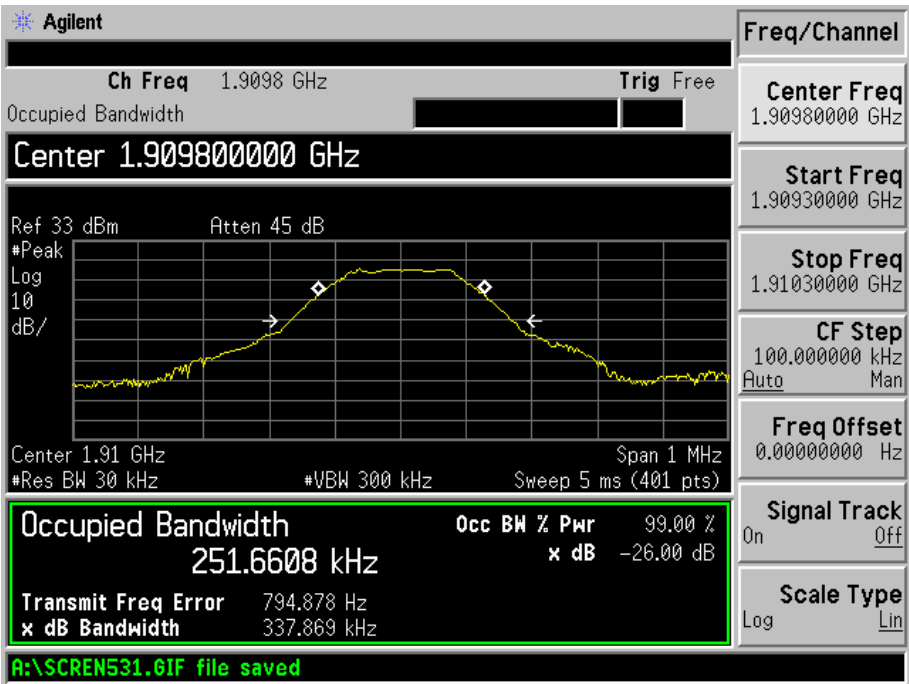 Agilent
Freq/Channel
Ch Freq 1.9098 GHz Trig Free
Occupied Bandwidth
Center 1.909800000 GHz
Ref 33 dBm Atten 45 dB
#Peak
Log
10
dB/
Center 1.91 GHz Span 1 MHz
#Res BW 30 kHz #VBW 300 kHz Sweep 5 ms (401 pts)
Occupied Bandwidth
251.6608 kHz
Occ BW % Pwr 99.00 %
x dB -26.00 dB
Transmit Freq Error 794.878 Hz
x dB Bandwidth 337.869 kHz
A:\SCREN531.GIF file saved
Center Freq
1.90980000 GHz
Start Freq
1.90930000 GHz
Stop Freq
1.91030000 GHz
CF Step
100.000000 kHz
Auto Man
Freq Offset
0.00000000 Hz
Signal Track
On Off
Scale Type
Log Lin